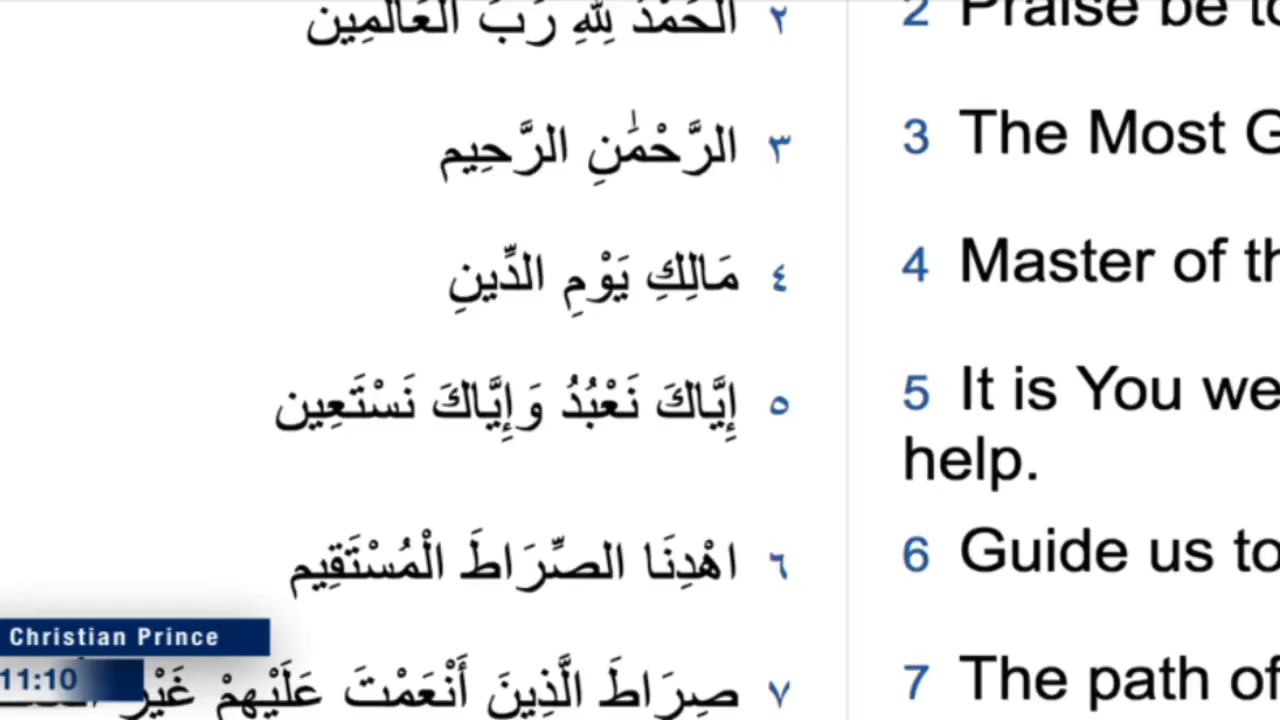 ٢ الْحَمْدُ لِلَّهِ رَبِّ الْعَالَمِين
2 Praise be to
٣ الرَّحْمَٰنِ الرَّحِيم
3 The Most G
٤ مَالِكِ يَوْمِ الدِّينِ
4 Master of th
٥ إِيَّاكَ نَعْبُدُ وَإِيَّاكَ نَسْتَعِين
5 It is You we
help.
٦ اهْدِنَا الصِّرَاطَ الْمُسْتَقِيم
6 Guide us to
Christian Prince
11:10
٧ صِرَاطَ الَّذِينَ أَنْعَمْتَ عَلَيْهِمْ غَيْرِ
7 The path of